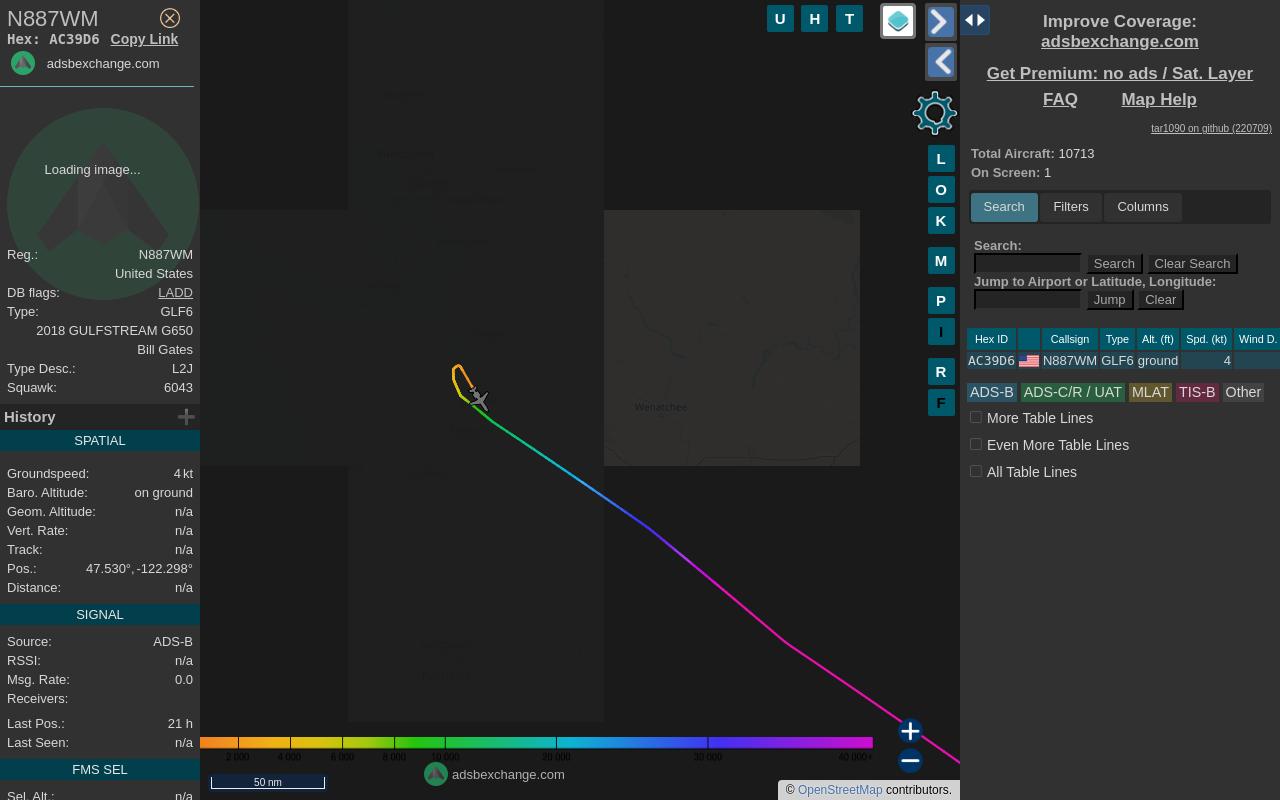 N887WM
Hex: AC39D6 Copy Link
adsbexchange.com
Loading image...
Reg.: N887WM
United States
DB flags: LADD
Type: GLF6
2018 GULFSTREAM G650
Bill Gates
Type Desc.: L2J
Squawk: 6043
History
SPATIAL
Groundspeed: 4 kt
Baro. Altitude: on ground
Geom. Altitude: n/a
Vert. Rate: n/a
Track: n/a
Pos.: 47.530°, -122.298°
Distance: n/a
SIGNAL
Source: ADS-B
RSSI: n/a
Msg. Rate: 0.0
Receivers:
Last Pos.: 21 h
Last Seen: n/a
FMS SEL
Sel. Alt.: n/a
U H T
L
O
K
M
P
I
R
F
Wenatchee
2 000 4 000 6 000 8 000 10 000 20 000 30 000 40 000+
adsbexchange.com
50 nm
© OpenStreetMap contributors.
Improve Coverage:
adsbexchange.com
Get Premium: no ads / Sat. Layer
FAQ Map Help
tar1090 on github (220709)
Total Aircraft: 10713
On Screen: 1
Search Filters Columns
Search:
Search Clear Search
Jump to Airport or Latitude, Longitude:
Jump Clear
Hex ID Callsign Type Alt. (ft) Spd. (kt) Wind D.
AC39D6 N887WM GLF6 ground 4
ADS-B ADS-C/R / UAT MLAT TIS-B Other
More Table Lines
Even More Table Lines
All Table Lines